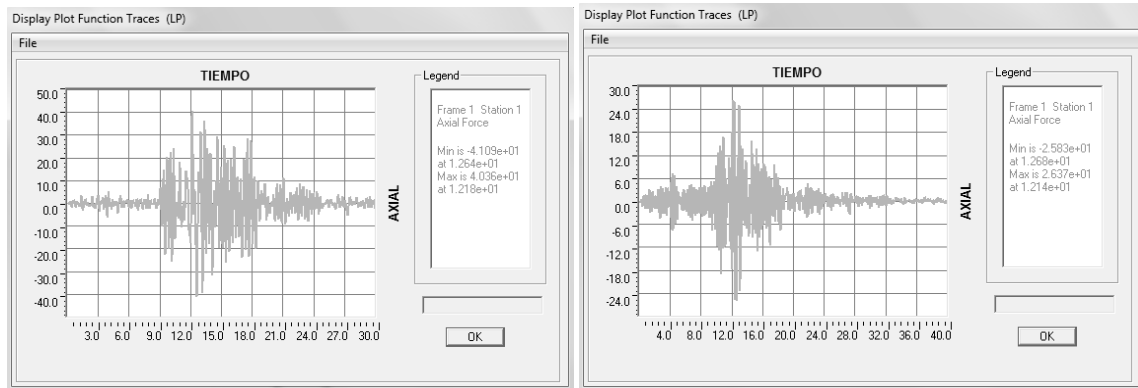 Display Plot Function Traces (LP)
File
TIEMPO
50.0
40.0
30.0
20.0
10.0
0.0
-10.0
-20.0
-30.0
-40.0
3.0 6.0 9.0 12.0 15.0 18.0 21.0 24.0 27.0 30.0
AXIAL
Legend
Frame 1 Station 1
Axial Force
Min is -4.109e+01
at 1.264e+01
Max is 4.036e+01
at 1.218e+01
OK
Display Plot Function Traces (LP)
File
TIEMPO
30.0
24.0
18.0
12.0
6.0
0.0
-6.0
-12.0
-18.0
-24.0
4.0 8.0 12.0 16.0 20.0 24.0 28.0 32.0 36.0 40.0
AXIAL
Legend
Frame 1 Station 1
Axial Force
Min is -2.583e+01
at 1.268e+01
Max is 2.637e+01
at 1.214e+01
OK